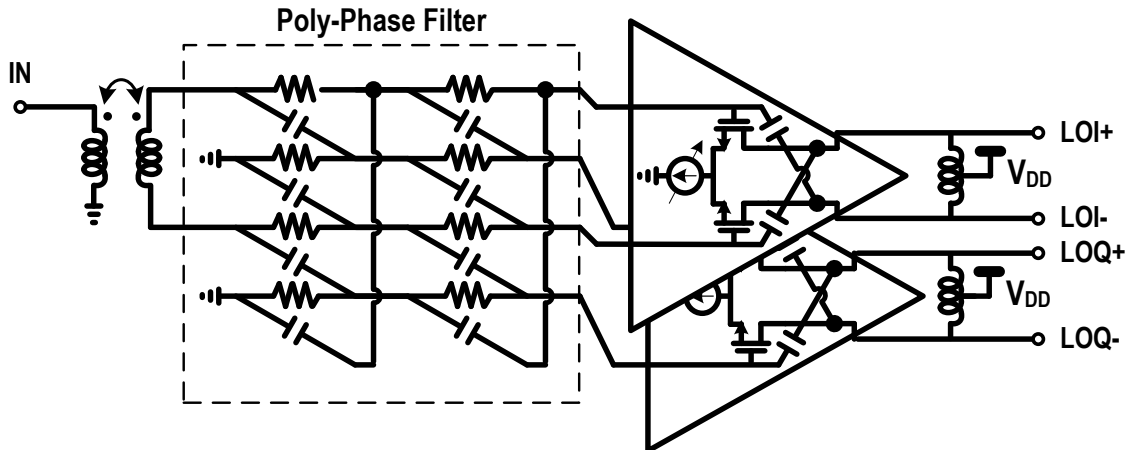 Poly-Phase Filter
IN
LOI+
VDD
LOI-
LOQ+
VDD
LOQ-